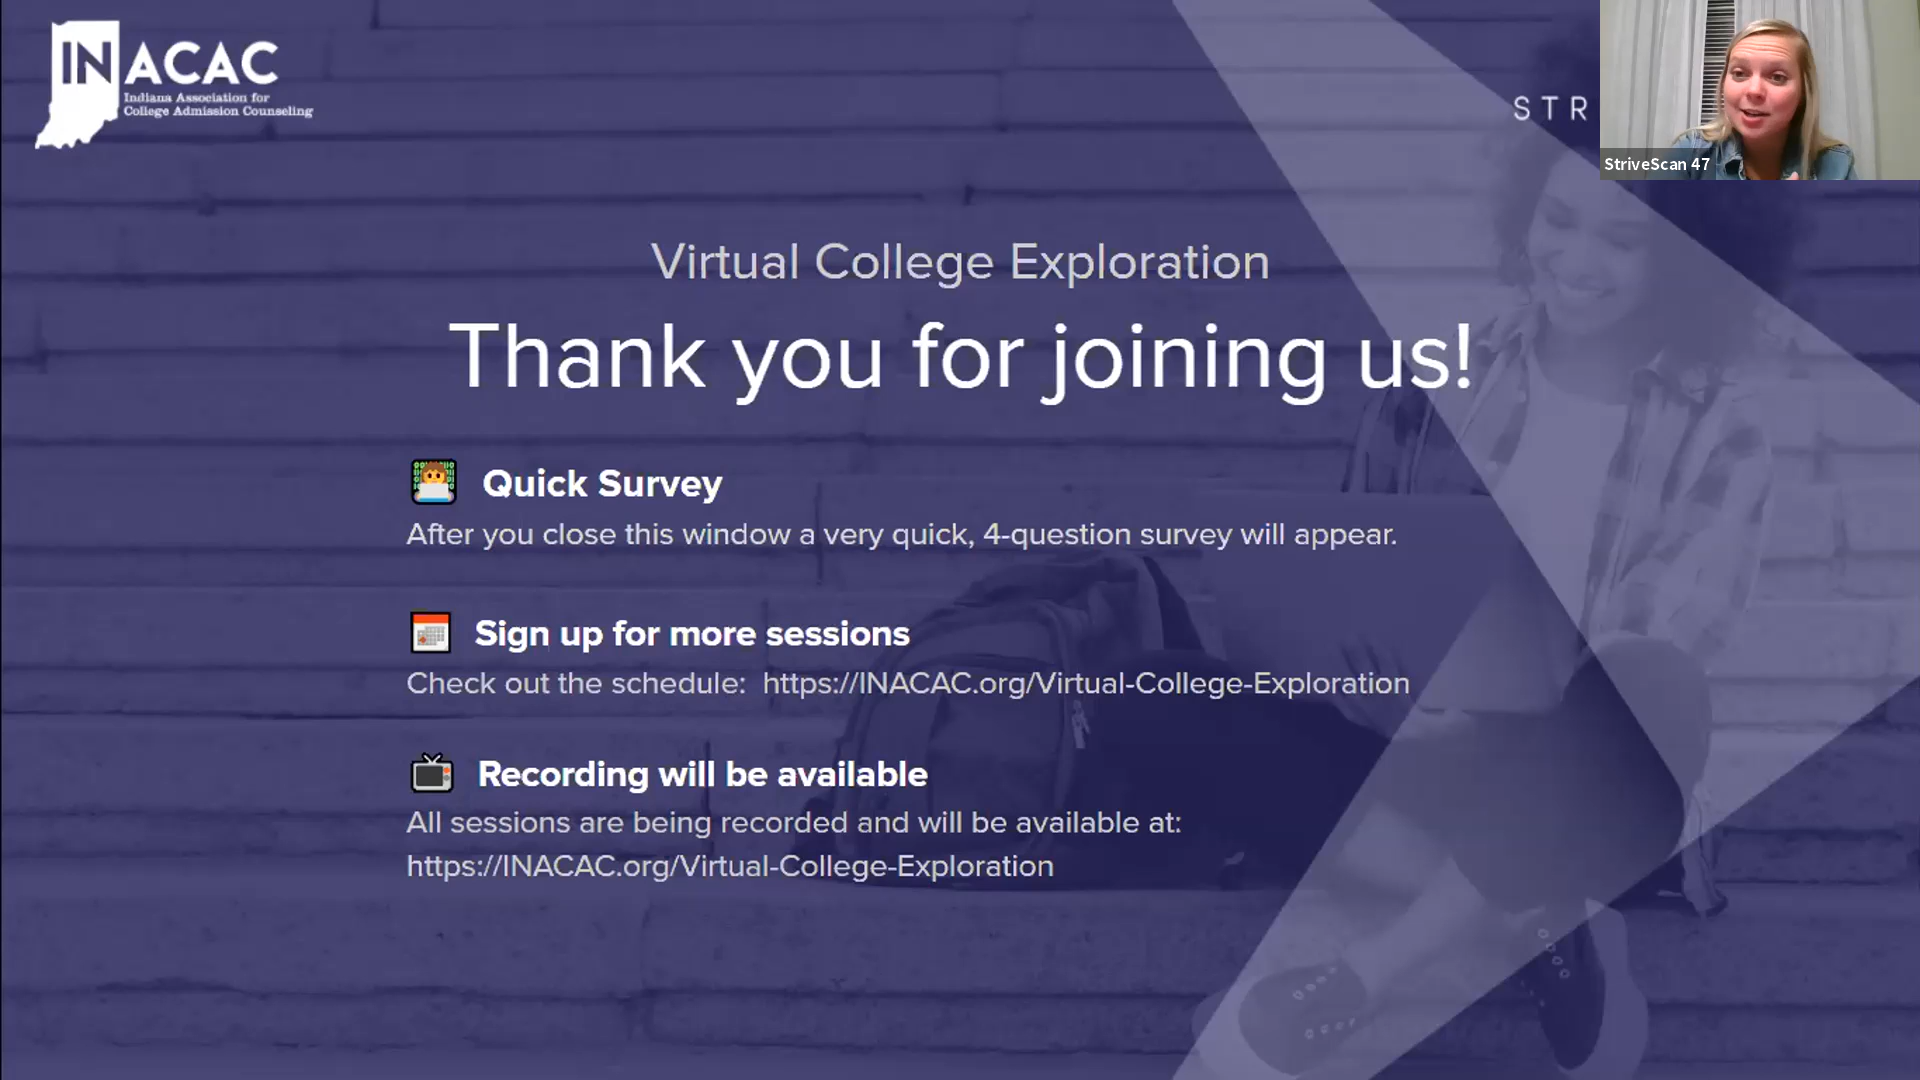 INACAC
Indiana Association for
College Admission Counseling
STR
StriveScan 47
Virtual College Exploration
Thank you for joining us!
Quick Survey
After you close this window a very quick, 4-question survey will appear.
Sign up for more sessions
Check out the schedule: https://INACAC.org/Virtual-College-Exploration
Recording will be available
All sessions are being recorded and will be available at:
https://INACAC.org/Virtual-College-Exploration